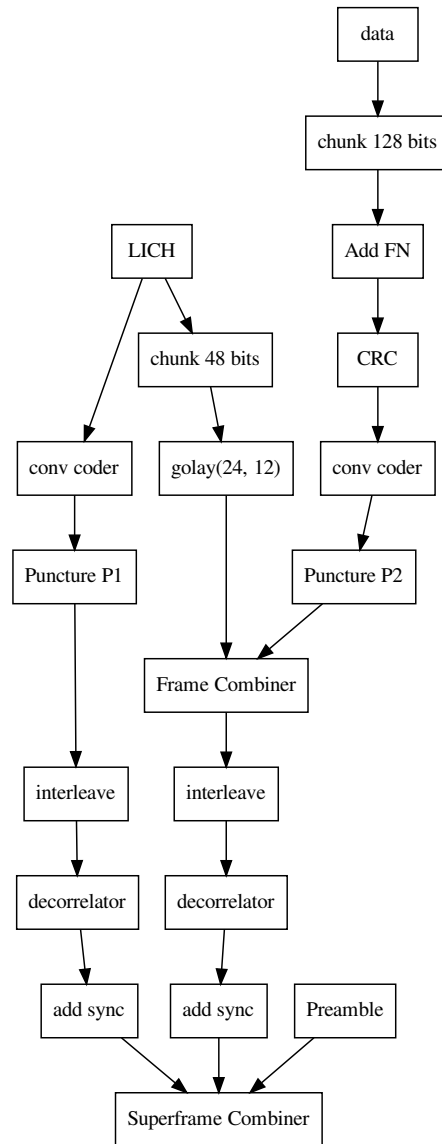 data
chunk 128 bits
LICH
Add FN
chunk 48 bits
CRC
conv coder
golay(24, 12)
conv coder
Puncture P1
Puncture P2
Frame Combiner
interleave
interleave
decorrelator
decorrelator
add sync
add sync
Preamble
Superframe Combiner